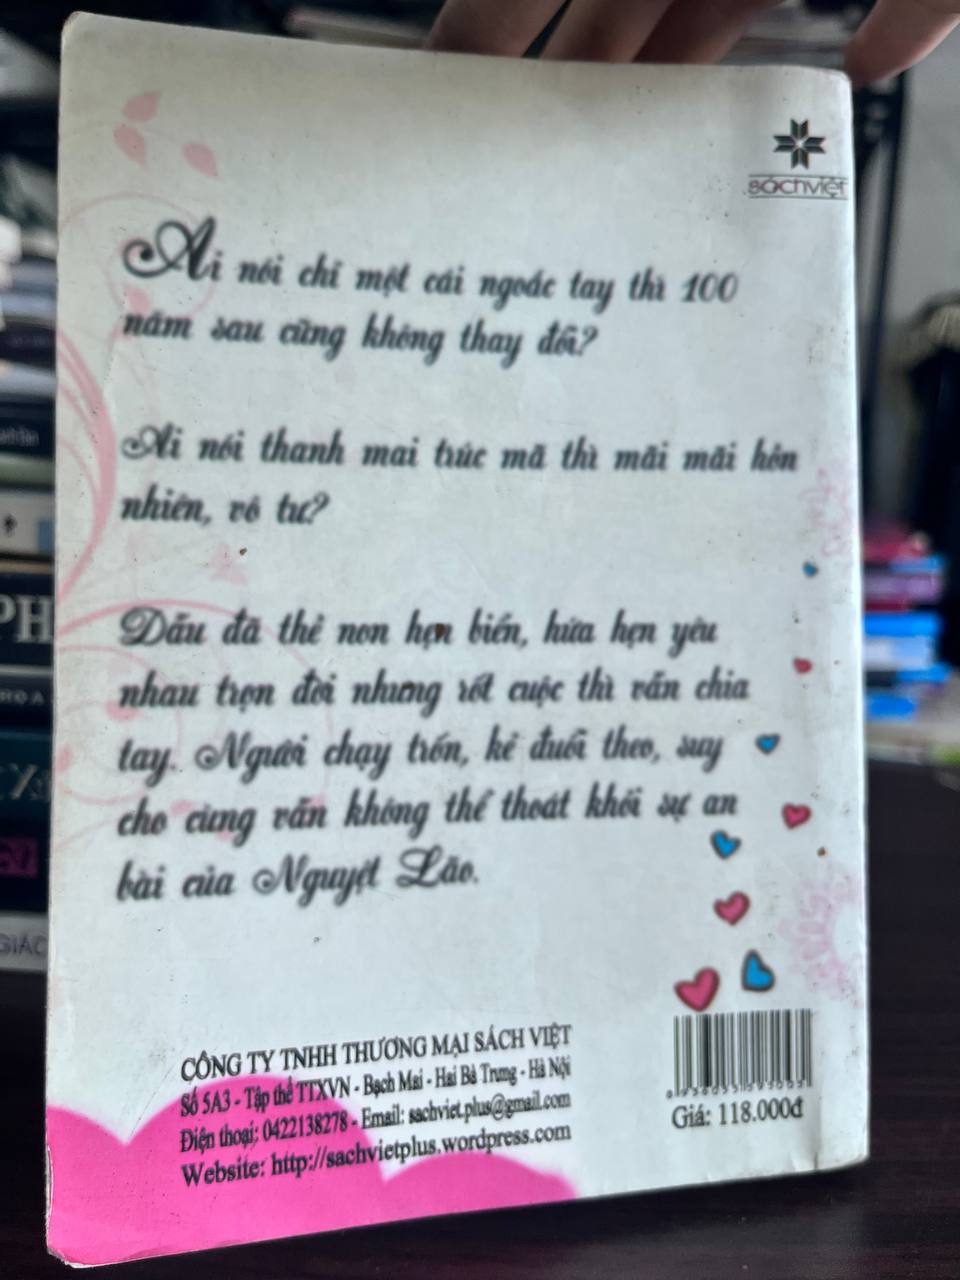 sáchviệt
Ai nói chỉ một cái ngoắc tay thì 100
năm sau cũng không thay đổi?
Ai nói thanh mai trúc mã thì mãi mãi hồn
nhiên, vô tư?
Dẫu đã thề non hẹn biển, hứa hẹn yêu
nhau trọn đời nhưng rốt cuộc thì vẫn chia
tay. Người chạy trốn, kẻ đuổi theo, suy
cho cùng vẫn không thể thoát khỏi sự an
bài của Nguyệt Lão.
CÔNG TY TNHH THƯƠNG MẠI SÁCH VIỆT
Số 5A3 - Tập thể TTXVN - Bạch Mai - Hai Bà Trưng - Hà Nội
Điện thoại: 0422138278 - Email: sachviet.plus@gmail.com
Website: http://sachvietplus.wordpress.com
Giá: 118.000đ
PH
GIÁC